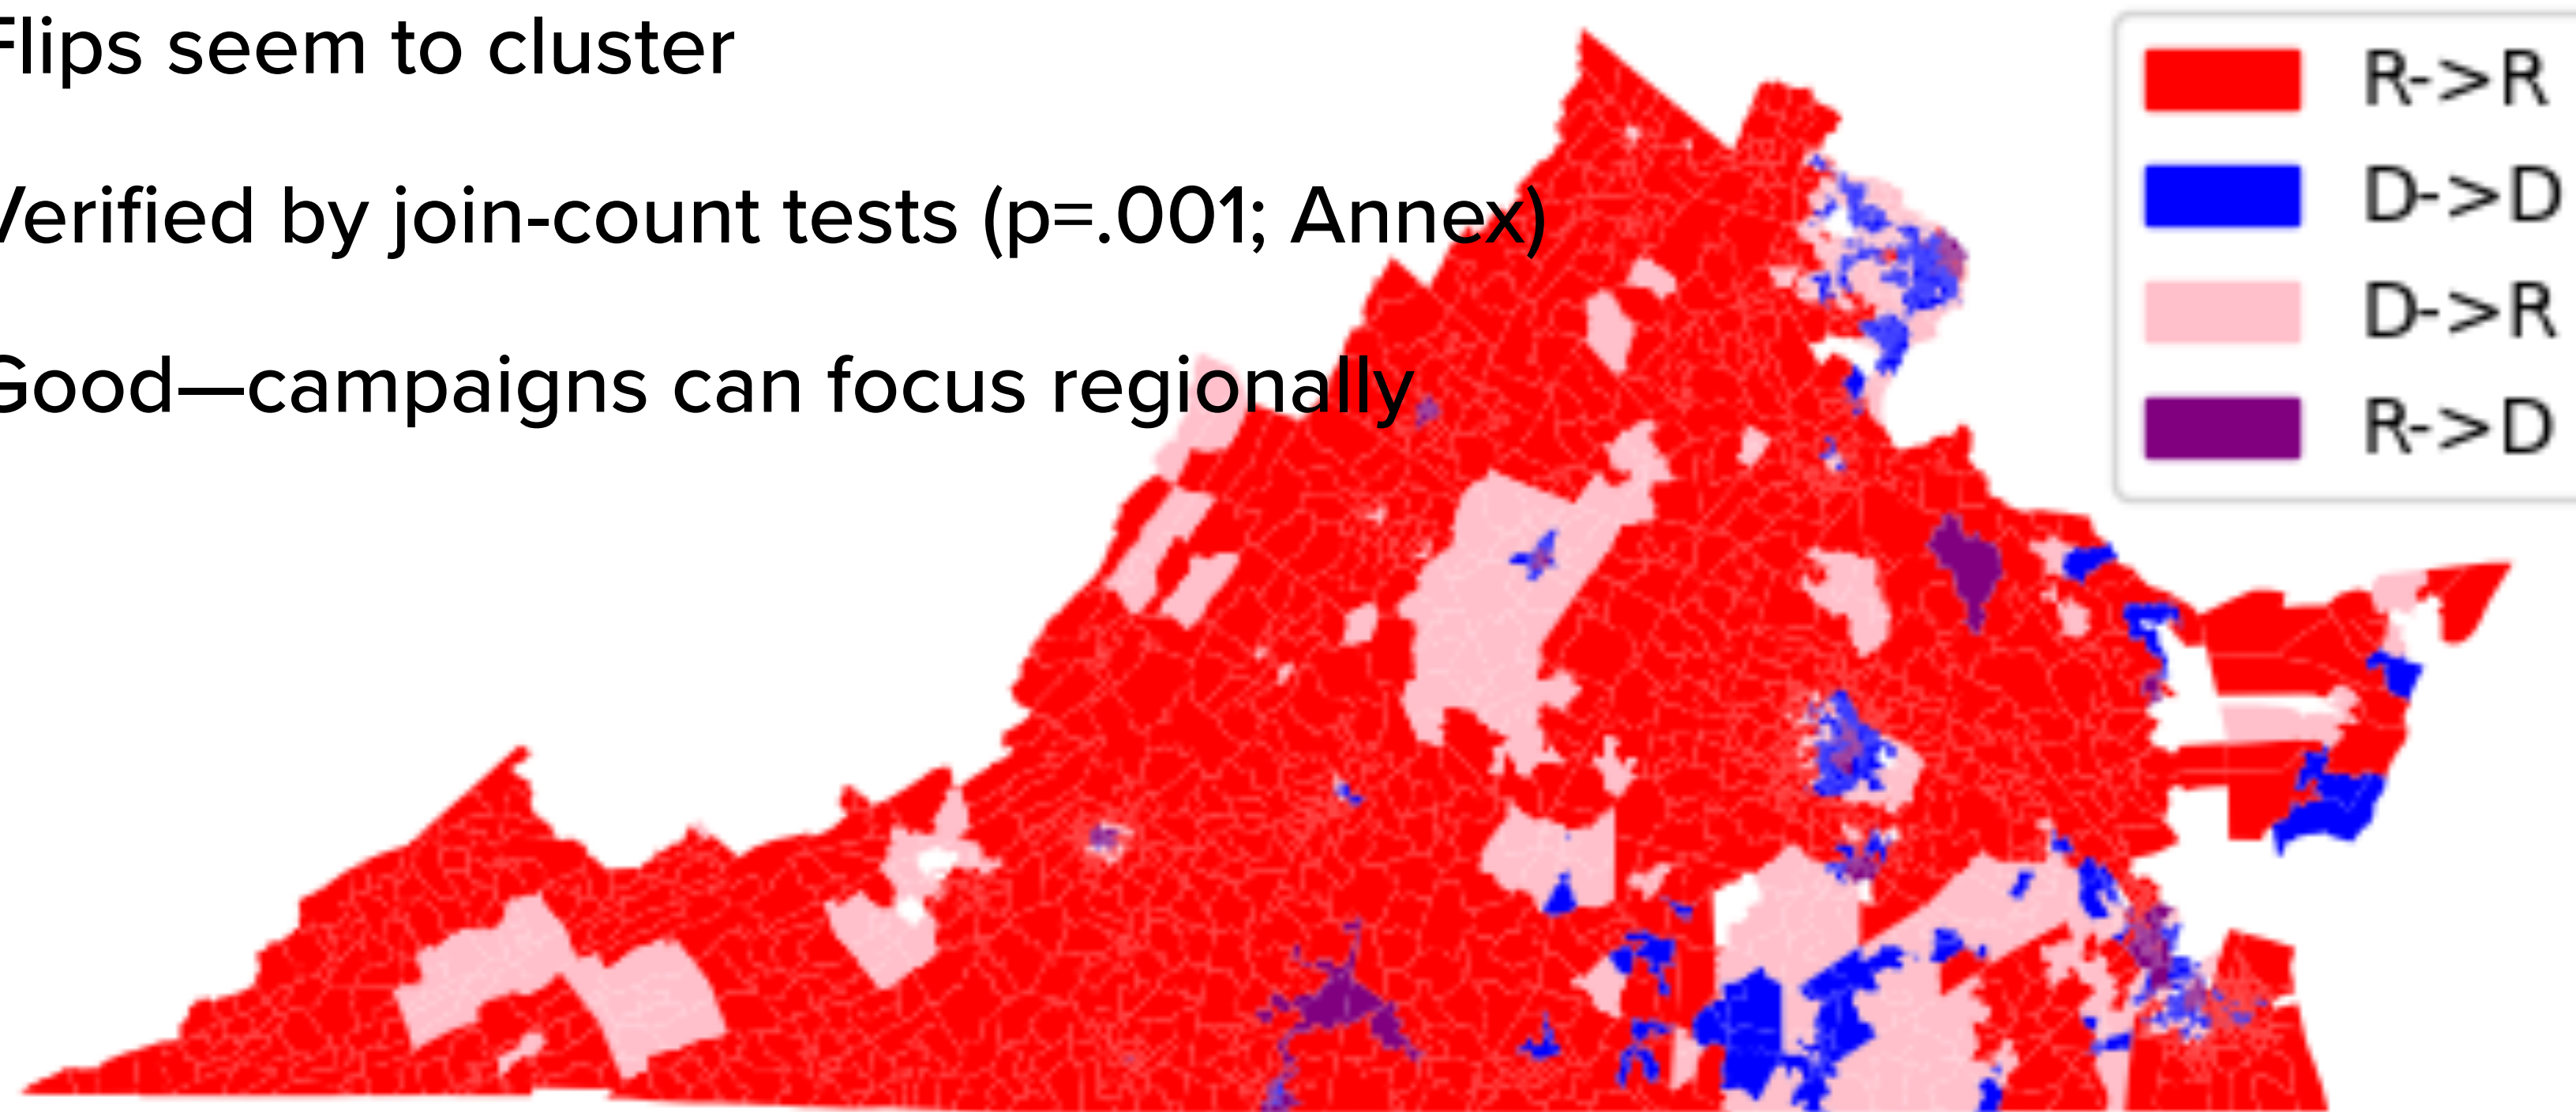 Flips seem to cluster
Verified by join-count tests (p=.001; Annex)
Good—campaigns can focus regionally
R->R
D->D
D->R
R->D